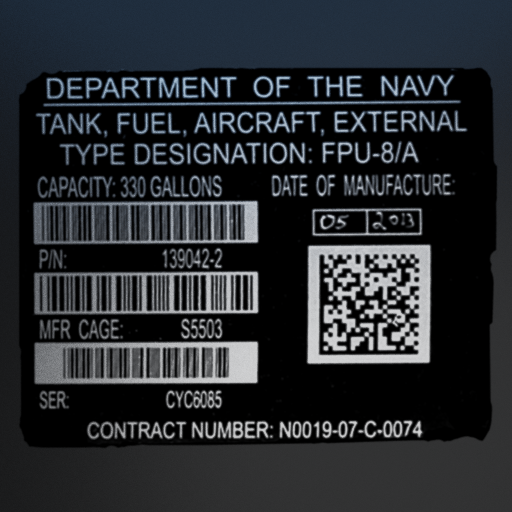 DEPARTMENT OF THE NAVY
TANK, FUEL, AIRCRAFT, EXTERNAL
TYPE DESIGNATION: FPU-8/A
CAPACITY: 330 GALLONS
DATE OF MANUFACTURE:
05 2013
P/N: 139042-2
MFR CAGE: S5503
SER: CYC6085
CONTRACT NUMBER: N0019-07-C-0074